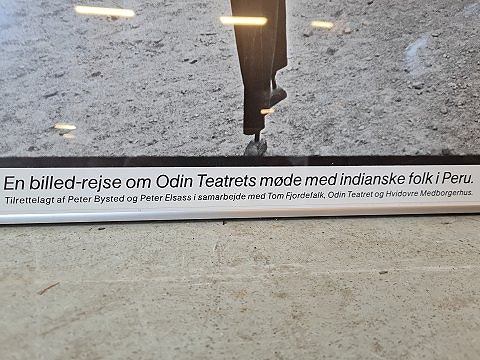 En billed-rejse om Odin Teatrets møde med indianske folk i Peru.
Tilrettelagt af Peter Bysted og Peter Elsass i samarbejde med Tom Fjordefalk, Odin Teatret og Hvidovre Medborgerhus.